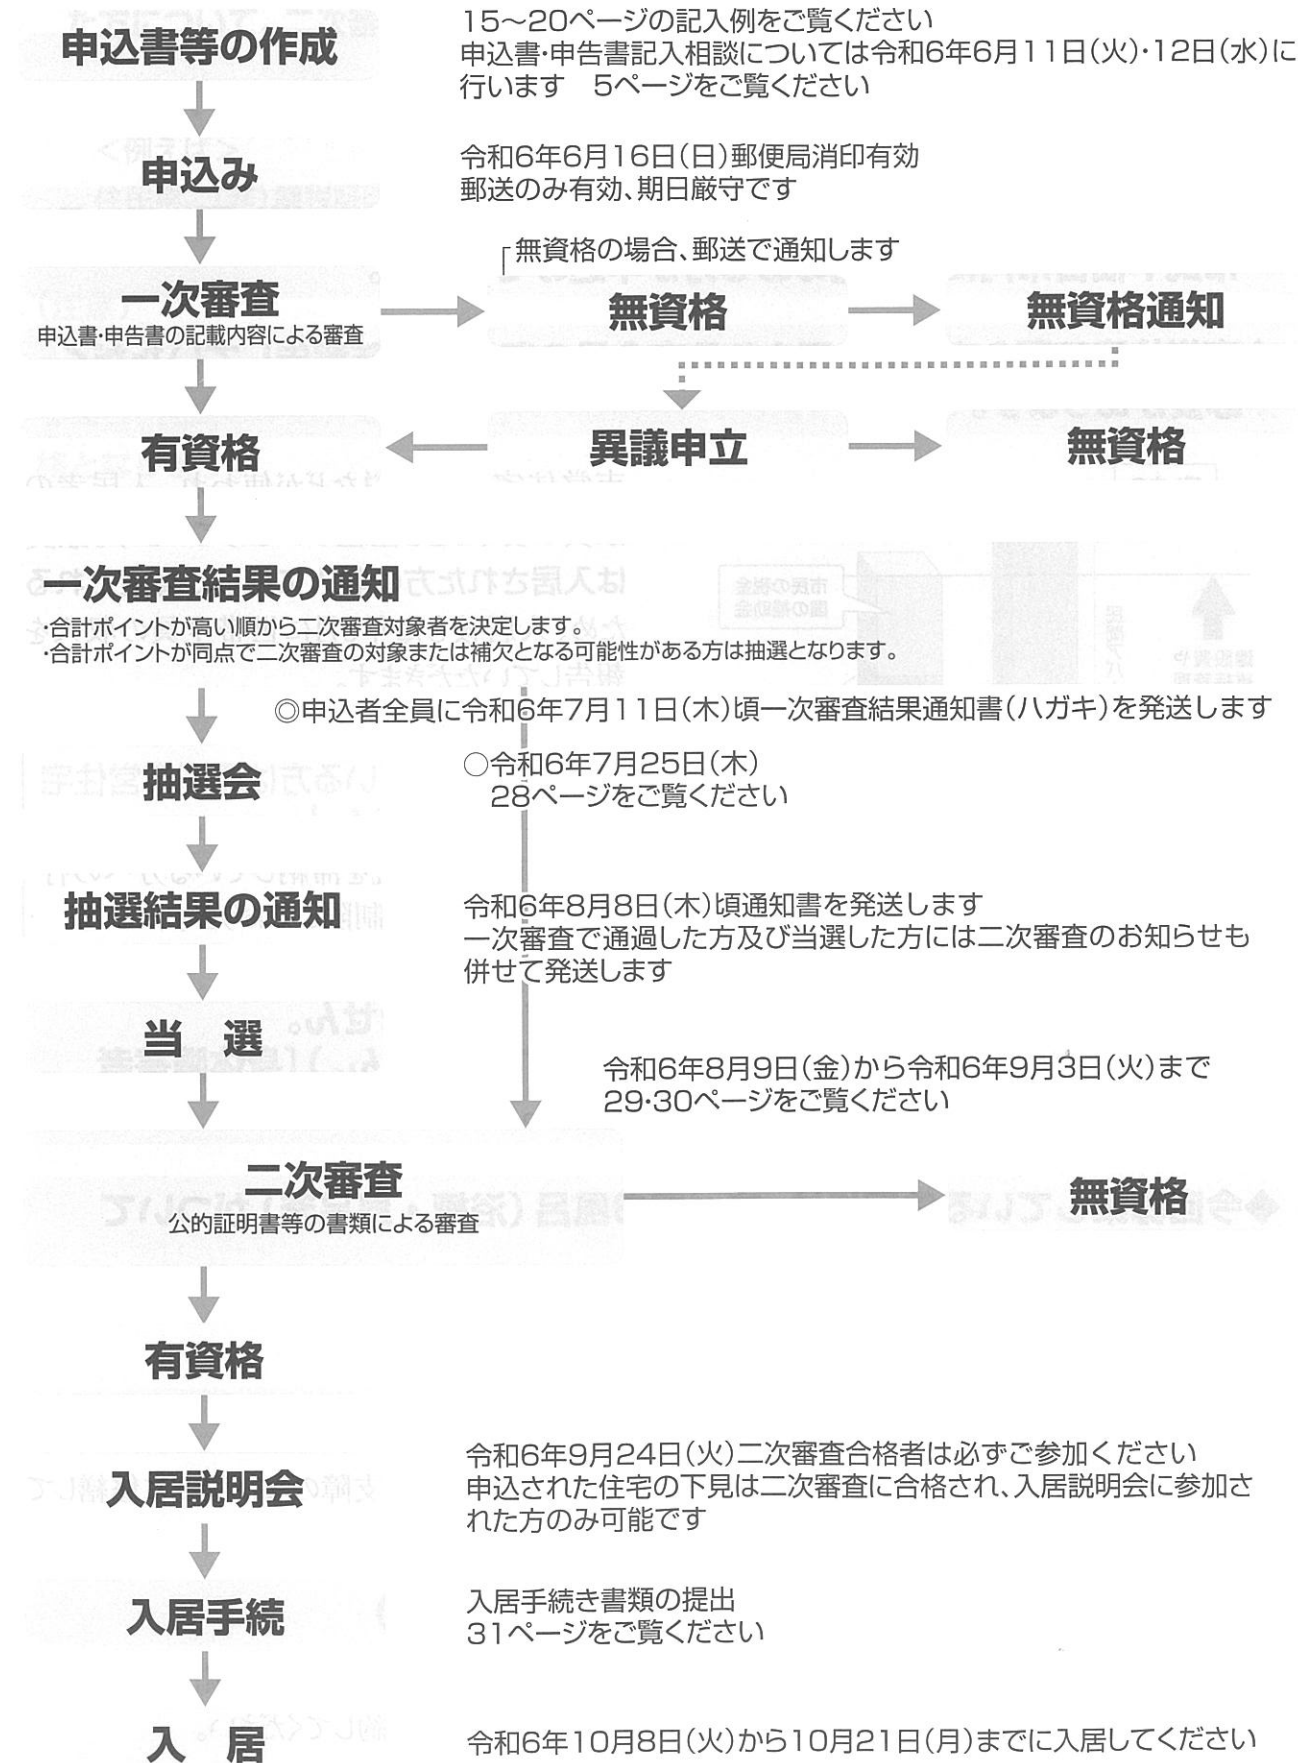 申込書等の作成
15～20ページの記入例をご覧ください
申込書・申告書記入相談については令和6年6月11日(火)・12日(水)に
行います　5ページをご覧ください
申込み
令和6年6月16日(日)郵便局消印有効
郵送のみ有効、期日厳守です
無資格の場合、郵送で通知します
一次審査
申込書・申告書の記載内容による審査
無資格
無資格通知
有資格
異議申立
無資格
一次審査結果の通知
・合計ポイントが高い順から二次審査対象者を決定します。
・合計ポイントが同点で二次審査の対象または補欠となる可能性がある方は抽選となります。
◎申込者全員に令和6年7月11日(木)頃一次審査結果通知書(ハガキ)を発送します
抽選会
○令和6年7月25日(木)
28ページをご覧ください
抽選結果の通知
令和6年8月8日(木)頃通知書を発送します
一次審査で通過した方及び当選した方には二次審査のお知らせも
併せて発送します
当　選
令和6年8月9日(金)から令和6年9月3日(火)まで
29・30ページをご覧ください
二次審査
公的証明書等の書類による審査
無資格
有資格
入居説明会
令和6年9月24日(火)二次審査合格者は必ずご参加ください
申込された住宅の下見は二次審査に合格され、入居説明会に参加さ
れた方のみ可能です
入居手続
入居手続き書類の提出
31ページをご覧ください
入　居
令和6年10月8日(火)から10月21日(月)までに入居してください